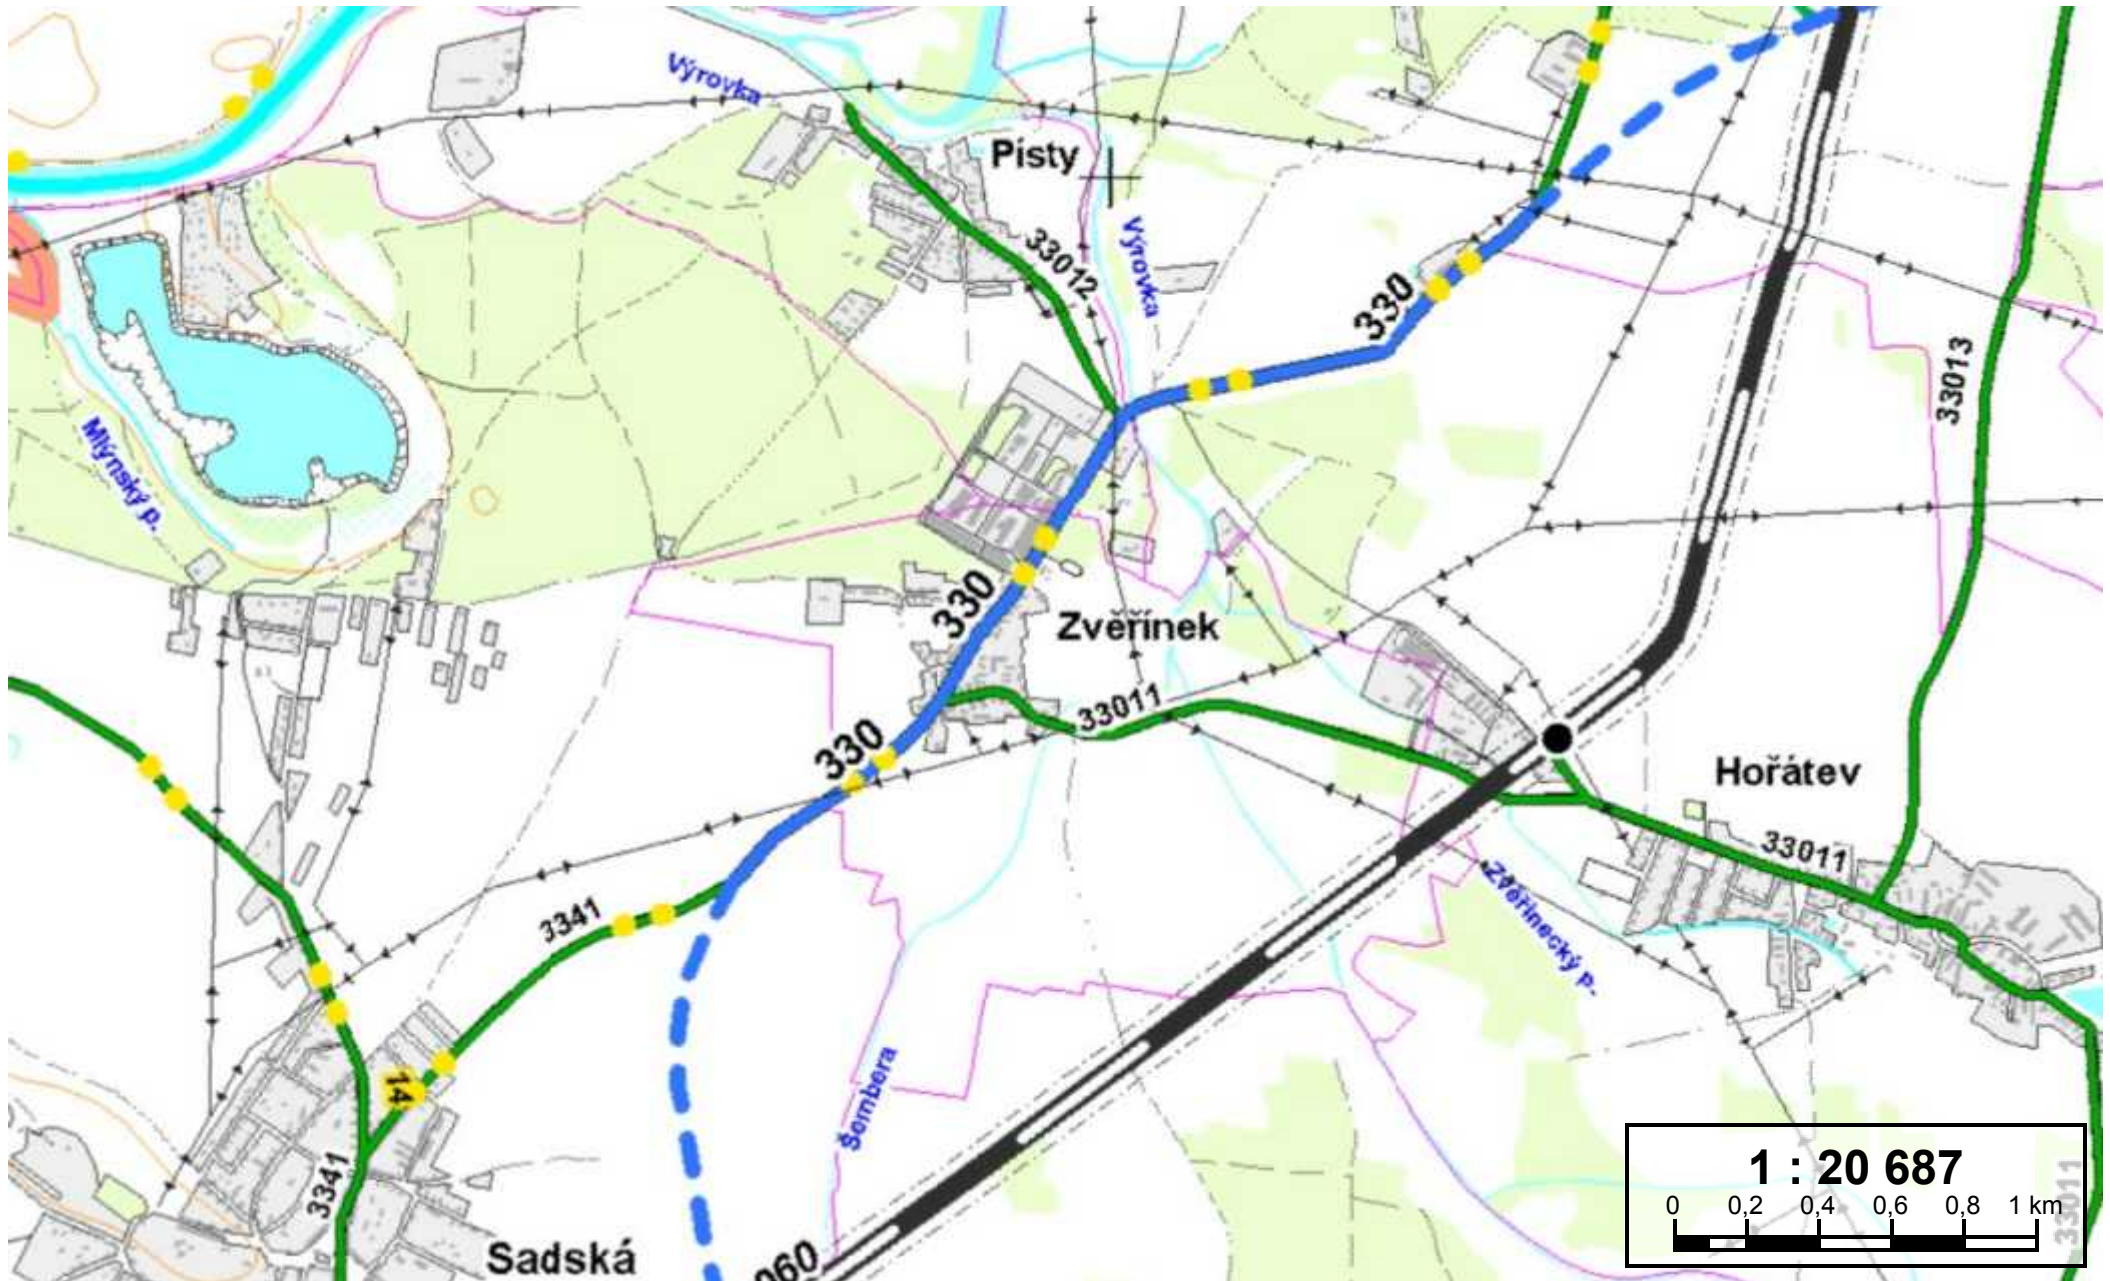 Výrovka
Písty
33012
Výrovka
330
33013
Mlýnský p.
330
Zvěřínek
33011
330
Hořátev
33011
3341
Zvěřínecký p.
14
Šembera
3341
Sadská
060
33011
1 : 20 687
0 0,2 0,4 0,6 0,8 1 km